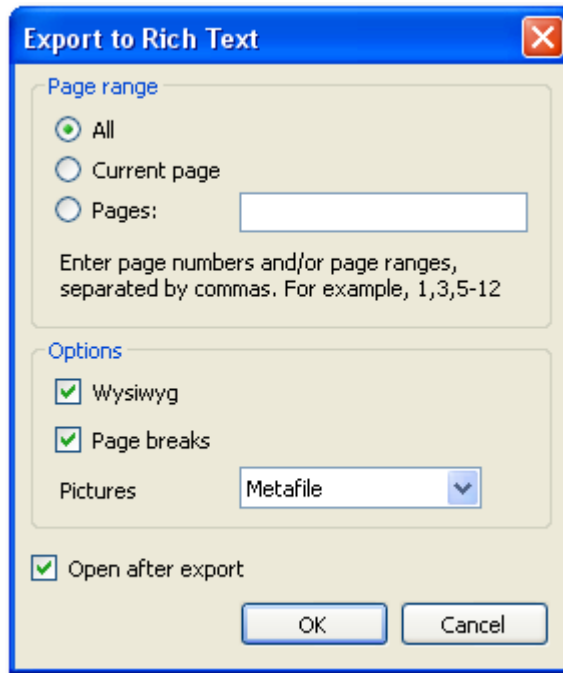 Export to Rich Text
Page range
All
Current page
Pages:
Enter page numbers and/or page ranges,
separated by commas. For example, 1,3,5-12
Options
Wysiwyg
Page breaks
Pictures Metafile
Open after export
OK Cancel